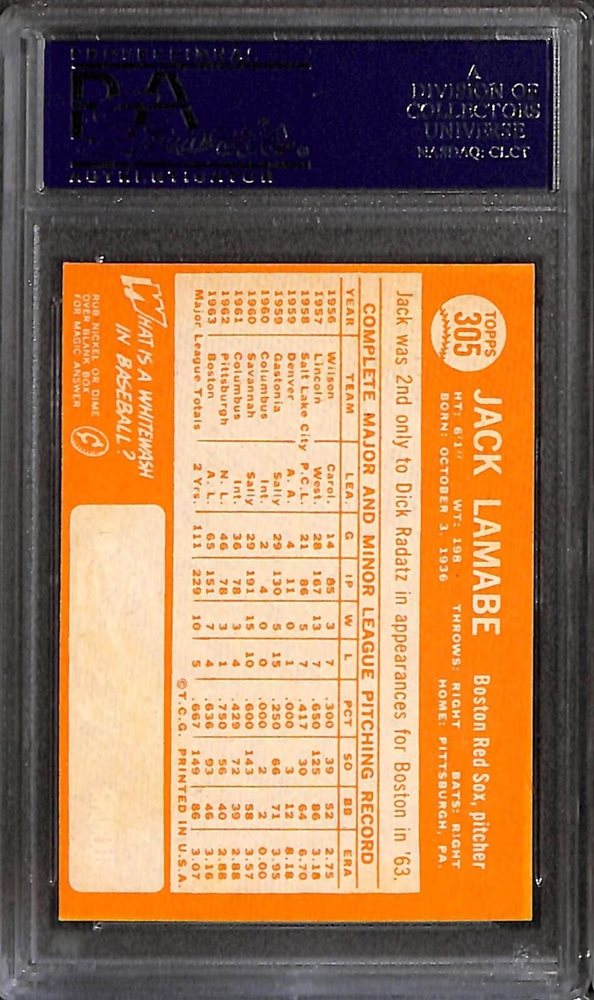 PROFESSIONAL
PSA
AUTHENTICATOR
A
DIVISION OF
COLLECTORS
UNIVERSE
NASDAQ: CLCT
TOPPS
305
JACK LAMABE Boston Red Sox, pitcher
HT: 6'1" WT: 198 THROWS: RIGHT BATS: RIGHT
BORN: OCTOBER 3, 1936 HOME: PITTSBURGH, PA.
Jack was 2nd only to Dick Radatz in appearances for Boston in '63.
COMPLETE MAJOR AND MINOR LEAGUE PITCHING RECORD
YEAR TEAM LEA. G IP W L PCT SO BB ERA
1956 Wilson Carol. 14 85 3 7 .300 39 52 2.75
1957 Lincoln West. 28 167 13 7 .650 125 86 3.18
1958 Salt Lake City P.C.L. 21 86 5 7 .417 30 64 6.70
1959 Denver A.A. 4 11 0 1 .000 3 12 8.18
1959 Gastonia Sally 29 130 5 15 .250 66 71 3.95
1960 Columbus Int. 2 4 0 0 .000 2 2 0.00
1960 Savannah Sally 29 191 15 10 .600 143 58 3.57
1961 Columbus Int. 36 78 3 4 .429 72 39 2.88
1962 Pittsburgh N.L. 46 78 3 1 .750 56 40 2.88
1963 Boston A.L. 65 151 7 4 .636 93 46 3.16
Major League Totals 2 Yrs. 111 229 10 5 .667 149 86 3.07
©T.C.G. PRINTED IN U.S.A
WHAT IS A WHITEWASH
IN BASEBALL?
RUB NICKEL OR DIME
OVER BLANK BOX
FOR MAGIC ANSWER